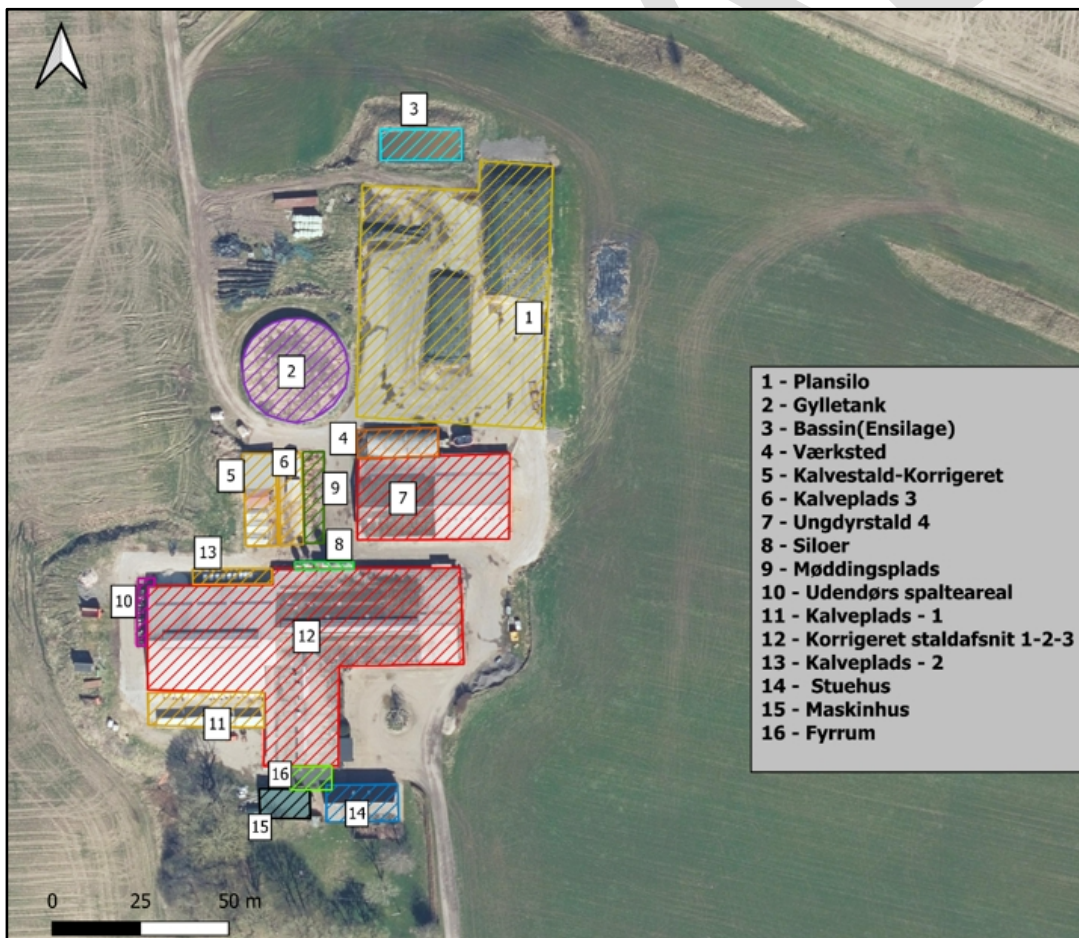 3
1
2
4
5
6
9
7
8
13
10
12
11
16
15
14
1 - Plansilo
2 - Gylletank
3 - Bassin(Ensilage)
4 - Værksted
5 - Kalvestald-Korrigeret
6 - Kalveplads 3
7 - Ungdyrstald 4
8 - Siloer
9 - Møddingsplads
10 - Udendørs spalteareal
11 - Kalveplads - 1
12 - Korrigeret staldafsnit 1-2-3
13 - Kalveplads - 2
14 - Stuehus
15 - Maskinhus
16 - Fyrrum
0 25 50 m